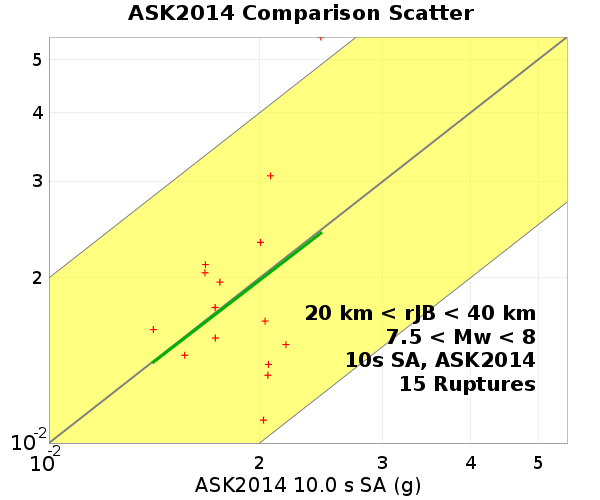 ASK2014 Comparison Scatter
5
4
3
2
10-2
20 km < rJB < 40 km
7.5 < Mw < 8
10s SA, ASK2014
15 Ruptures
10-2
2
3
4
5
ASK2014 10.0 s SA (g)